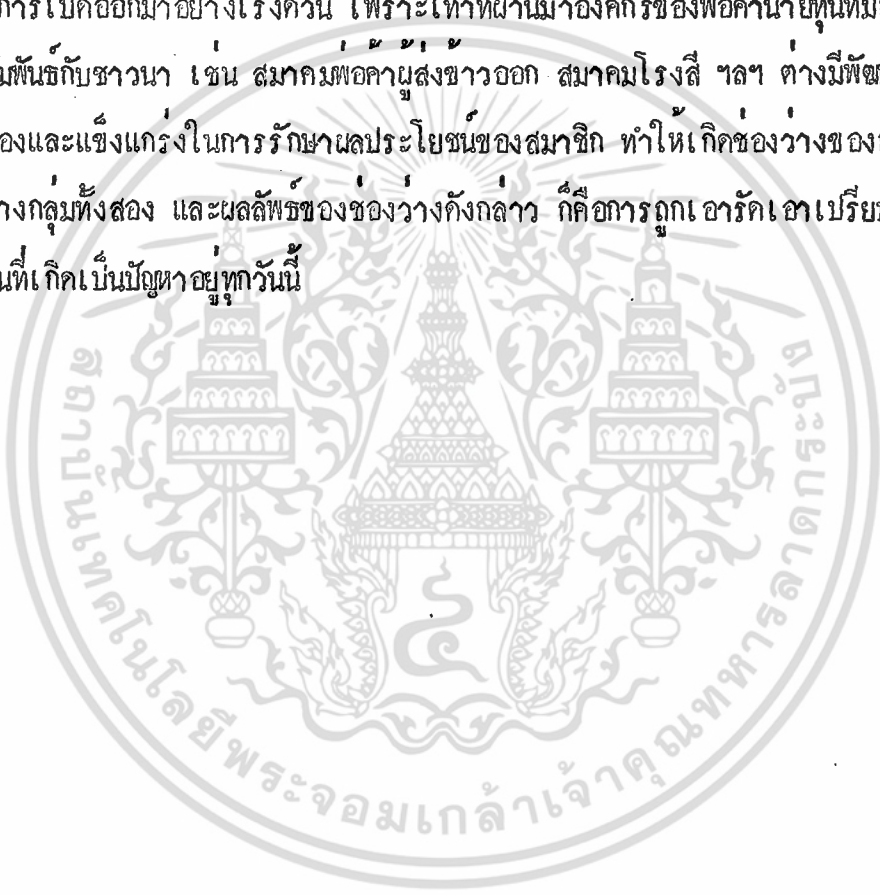 การเปิดออกมาอย่างเร่งด่วน เพราะเท่าที่ผ่านมาองค์กรของพ่อค้านายทุนที่มี
มพันธ์กับชาวนา เช่น สมาคมพ่อค้าผู้ส่งข้าวออก สมาคมโรงสี ฯลฯ ต่างมีพัฒ
องและแข็งแกร่งในการรักษาผลประโยชน์ของสมาชิก ทำให้เกิดช่องว่างของ
างกลุ่มทั้งสอง และผลลัพธ์ของช่องว่างดังกล่าว ก็คือการถูกเอารัดเอาเปรีย
นที่เกิดเป็นปัญหาอยู่ทุกวันนี้
สถาบันเทคโนโลยีพระจอมเกล้าเจ้าคุณทหารลาดกระบัง
๔